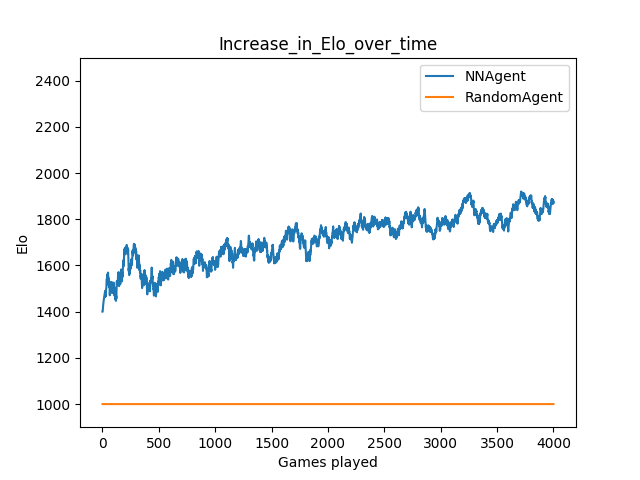 Increase_in_Elo_over_time
NNAgent
RandomAgent
2400
2200
2000
1800
1600
1400
1200
1000
Elo
0 500 1000 1500 2000 2500 3000 3500 4000
Games played